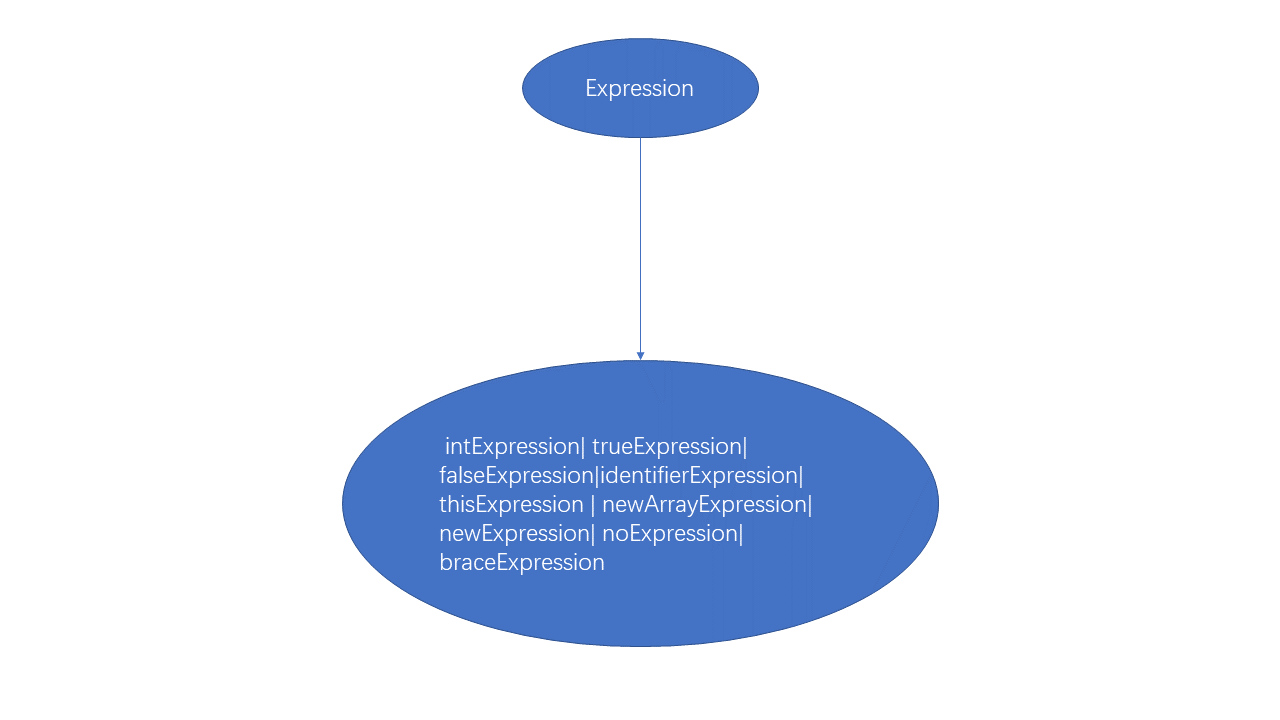 Expression
intExpression| trueExpression|
falseExpression|identifierExpression|
thisExpression | newArrayExpression|
newExpression| noExpression|
braceExpression